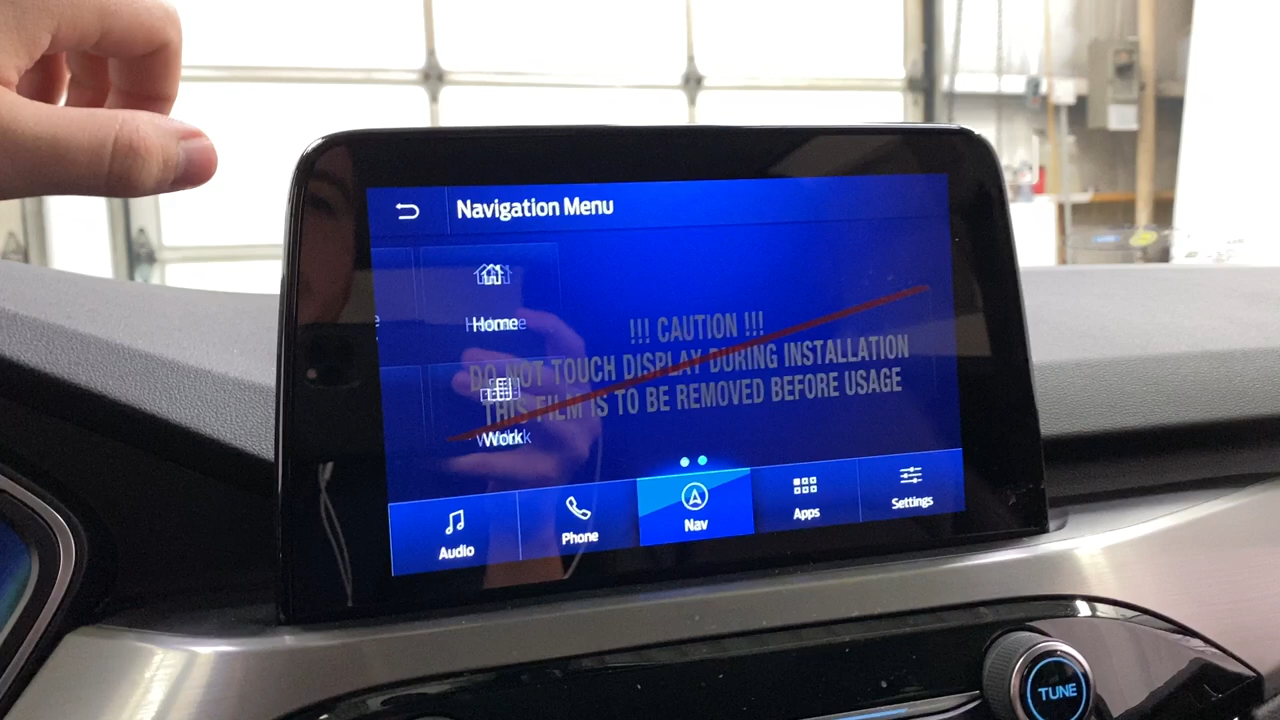 Navigation Menu
e
Home
!!! CAUTION !!!
DO NOT TOUCH DISPLAY DURING INSTALLATION
THIS FILM IS TO BE REMOVED BEFORE USAGE
Work
Audio
Phone
Nav
Apps
Settings
TUNE